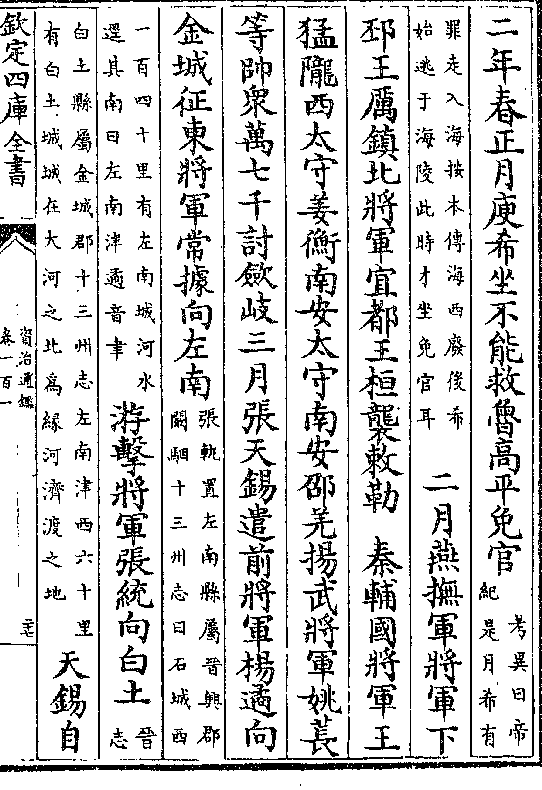 二年春正月庾希坐不能救魯高平免官考異曰帝
紀是月希有
罪走入海按本傳海西廢後希
始逃于海陵此時才坐免官耳二月燕撫軍將軍下
邳王厲鎮北將軍宜都王桓襲敕勒 秦輔國將軍王
猛隴西太守姜衡南安太守南安邵羌揚武將軍姚萇
等帥衆萬七千討歛岐三月張天錫遣前將軍楊遹向
金城征東將軍常據向左南張軌置左南縣屬晉興郡
闞駰十三州志曰石城西
一百四十里有左南城河水
逕其南曰左南津遹音聿游擊將軍張統向白土晉
志
白土縣屬金城郡十三州志左南津西六十里
有白土城城在大河之北為緣河濟渡之地天錫自
欽定四庫全書
資治通鑑
卷一百一